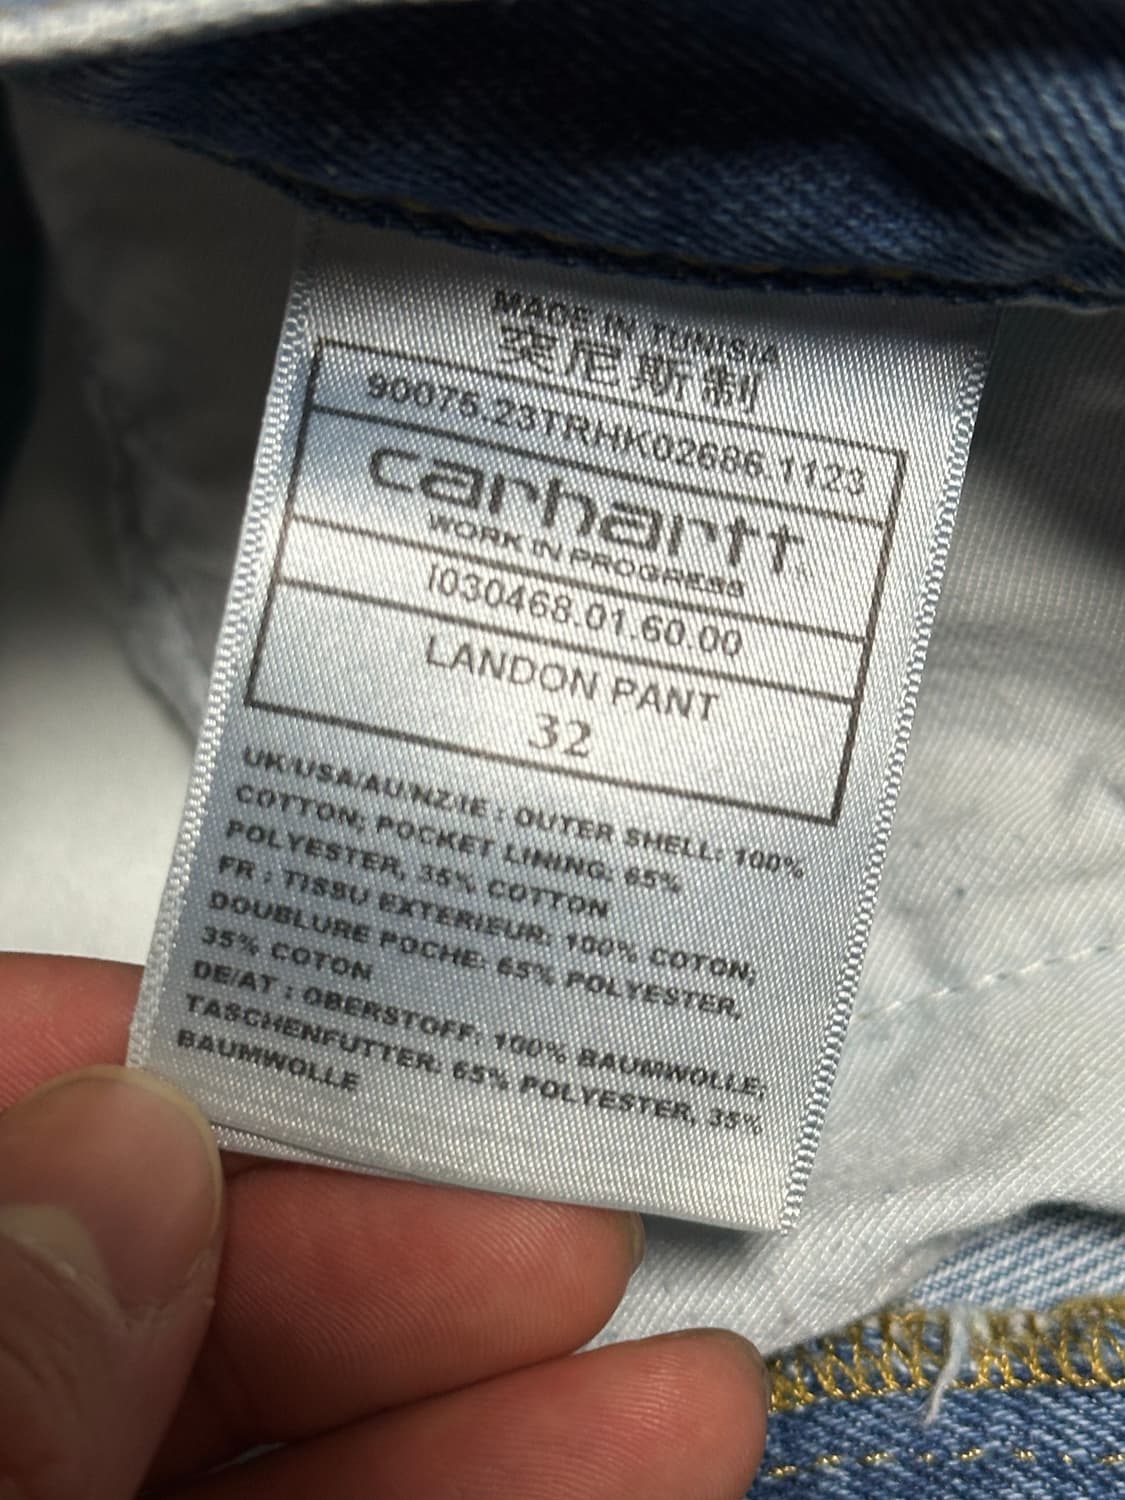 MADE IN TUNISIA
突尼斯制
90075.23TRHK02686.1123
carhartt
WORK IN PROGRESS
I030468.01.60.00
LANDON PANT
32
UK/USA/AU/NZ/IE : OUTER SHELL: 100%
COTTON; POCKET LINING: 65%
POLYESTER, 35% COTTON
FR : TISSU EXTERIEUR: 100% COTON;
DOUBLURE POCHE: 65% POLYESTER,
35% COTON
DE/AT : OBERSTOFF: 100% BAUMWOLLE;
TASCHENFUTTER: 65% POLYESTER, 35%
BAUMWOLLE